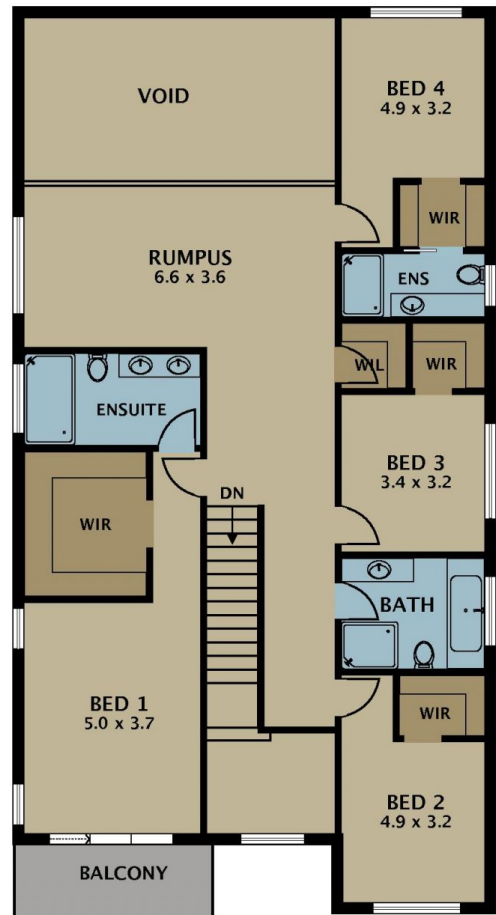 VOID
BED 4
4.9 x 3.2
WIR
RUMPUS
6.6 x 3.6
ENS
WIL
WIR
ENSUITE
BED 3
3.4 x 3.2
WIR
DN
BATH
BED 1
5.0 x 3.7
WIR
BED 2
4.9 x 3.2
BALCONY